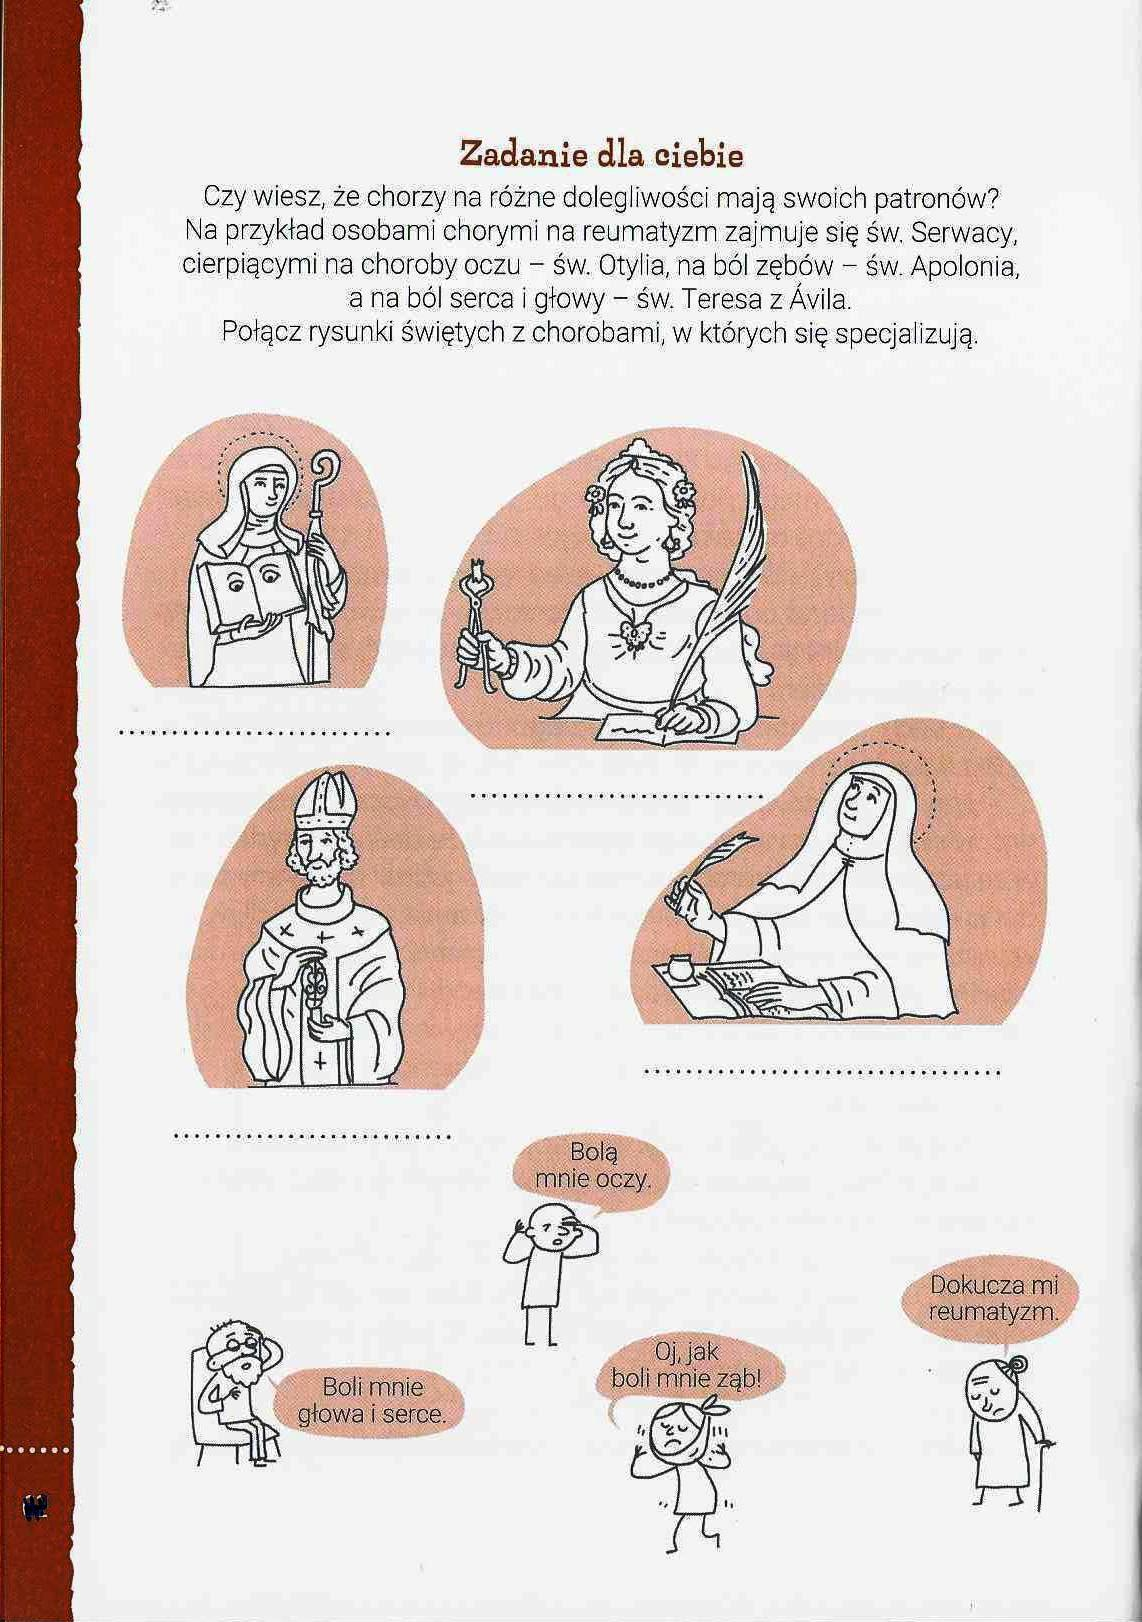 Zadanie dla ciebie
Czy wiesz, że chorzy na różne dolegliwości mają swoich patronów?
Na przykład osobami chorymi na reumatyzm zajmuje się św. Serwacy,
cierpiącymi na choroby oczu – św. Otylia, na ból zębów – św. Apolonia,
a na ból serca i głowy – św. Teresa z Ávila.
Połącz rysunki świętych z chorobami, w których się specjalizują.
Bolą
mnie oczy.
Dokucza mi
reumatyzm.
Oj, jak
boli mnie ząb!
Boli mnie
głowa i serce.